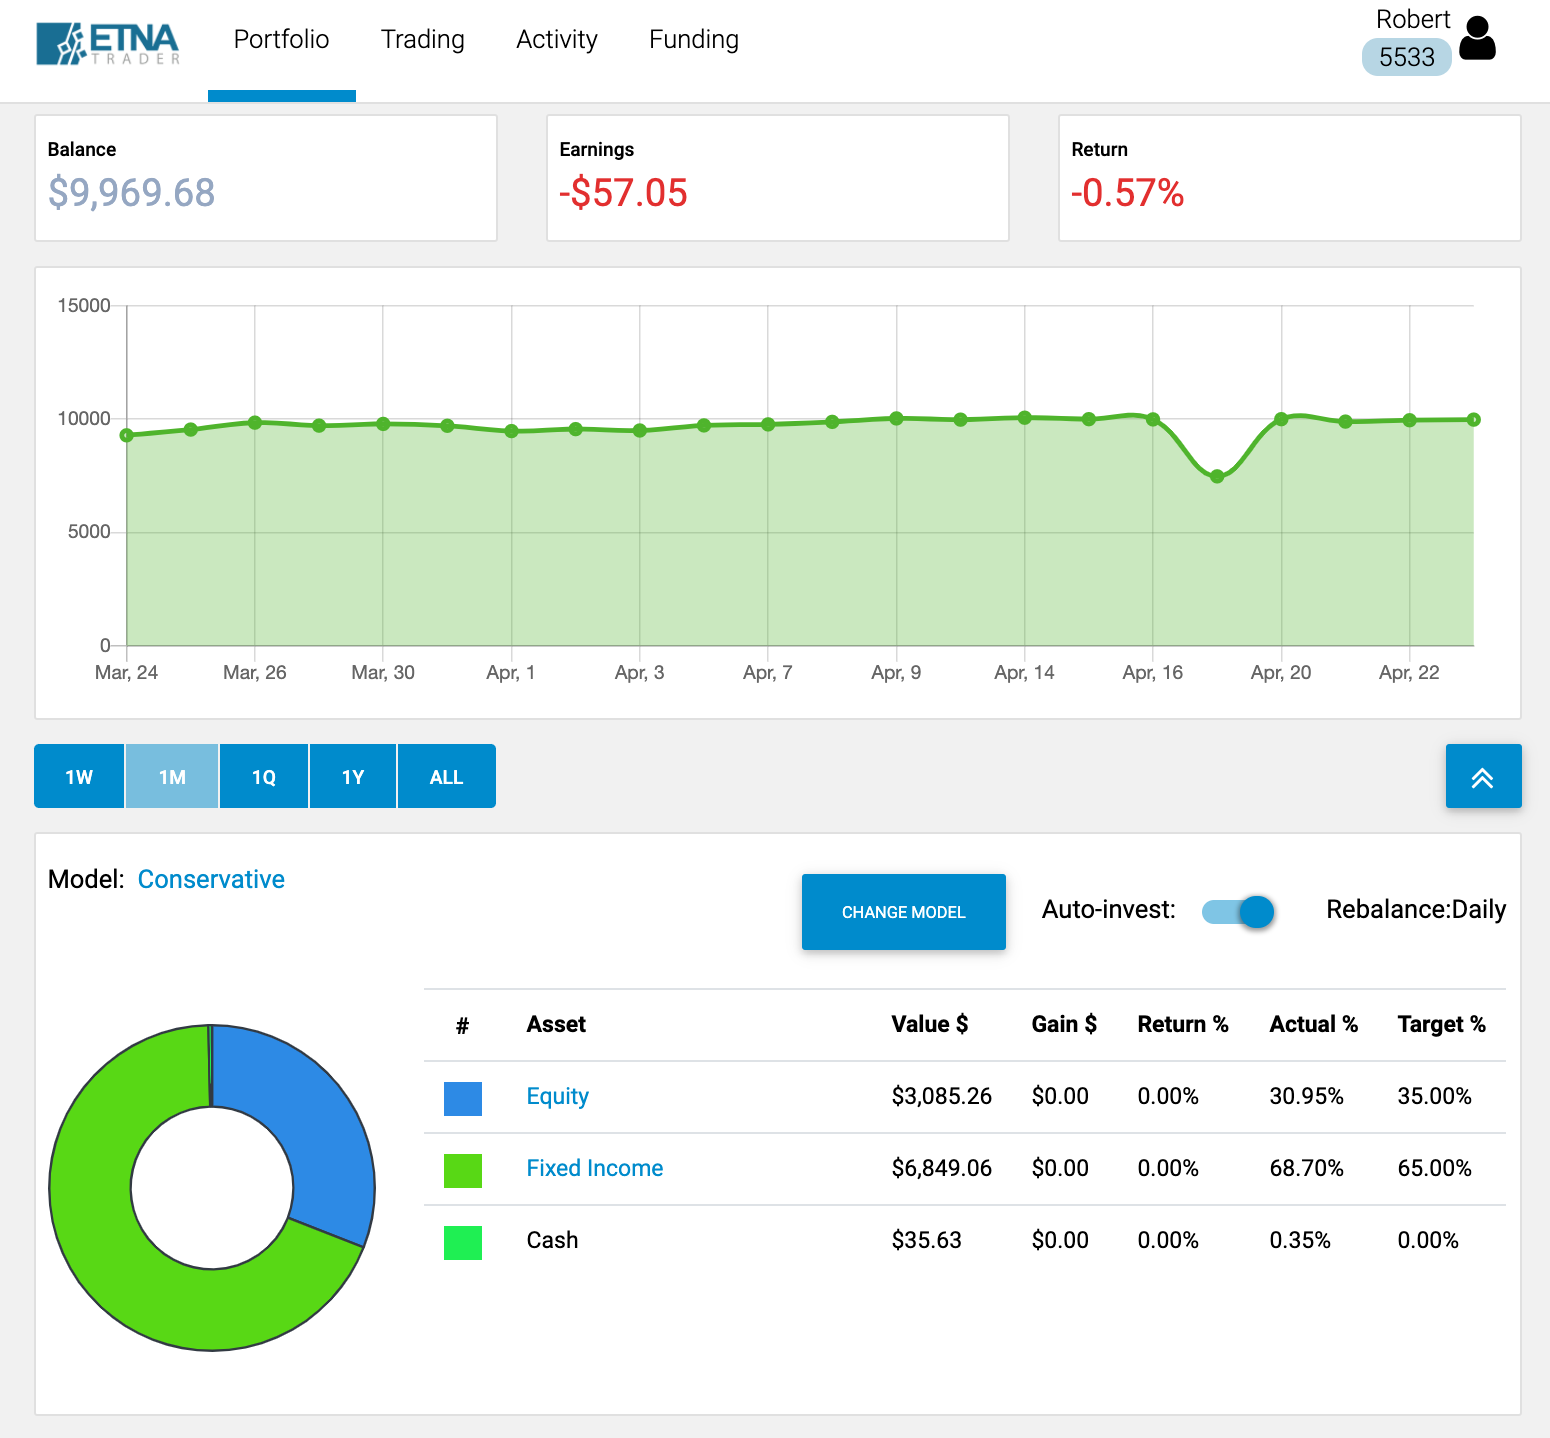 ETNA
TRADER
Portfolio Trading Activity Funding
Robert
5533
Balance
$9,969.68
Earnings
-$57.05
Return
-0.57%
15000
10000
5000
0
Mar, 24 Mar, 26 Mar, 30 Apr, 1 Apr, 3 Apr, 7 Apr, 9 Apr, 14 Apr, 16 Apr, 20 Apr, 22
1W 1M 1Q 1Y ALL
Model: Conservative
CHANGE MODEL
Auto-invest:
Rebalance:Daily
# Asset Value $ Gain $ Return % Actual % Target %
Equity $3,085.26 $0.00 0.00% 30.95% 35.00%
Fixed Income $6,849.06 $0.00 0.00% 68.70% 65.00%
Cash $35.63 $0.00 0.00% 0.35% 0.00%